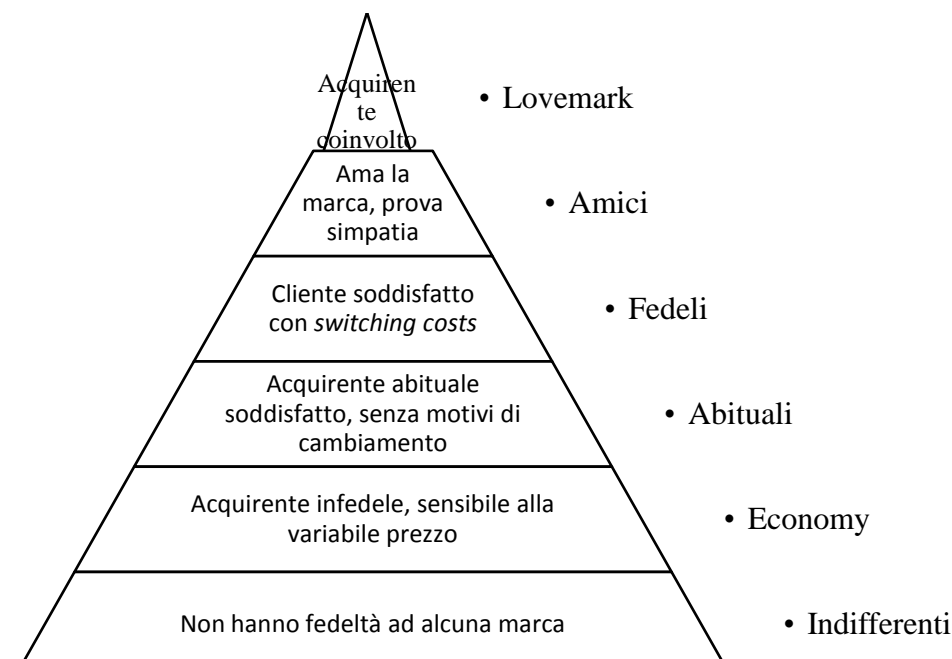 Acquiren
te
coinvolto
• Lovemark
Ama la
marca, prova
simpatia
• Amici
Cliente soddisfatto
con switching costs
• Fedeli
Acquirente abituale
soddisfatto, senza motivi di
cambiamento
• Abituali
Acquirente infedele, sensibile alla
variabile prezzo
• Economy
Non hanno fedeltà ad alcuna marca
• Indifferenti